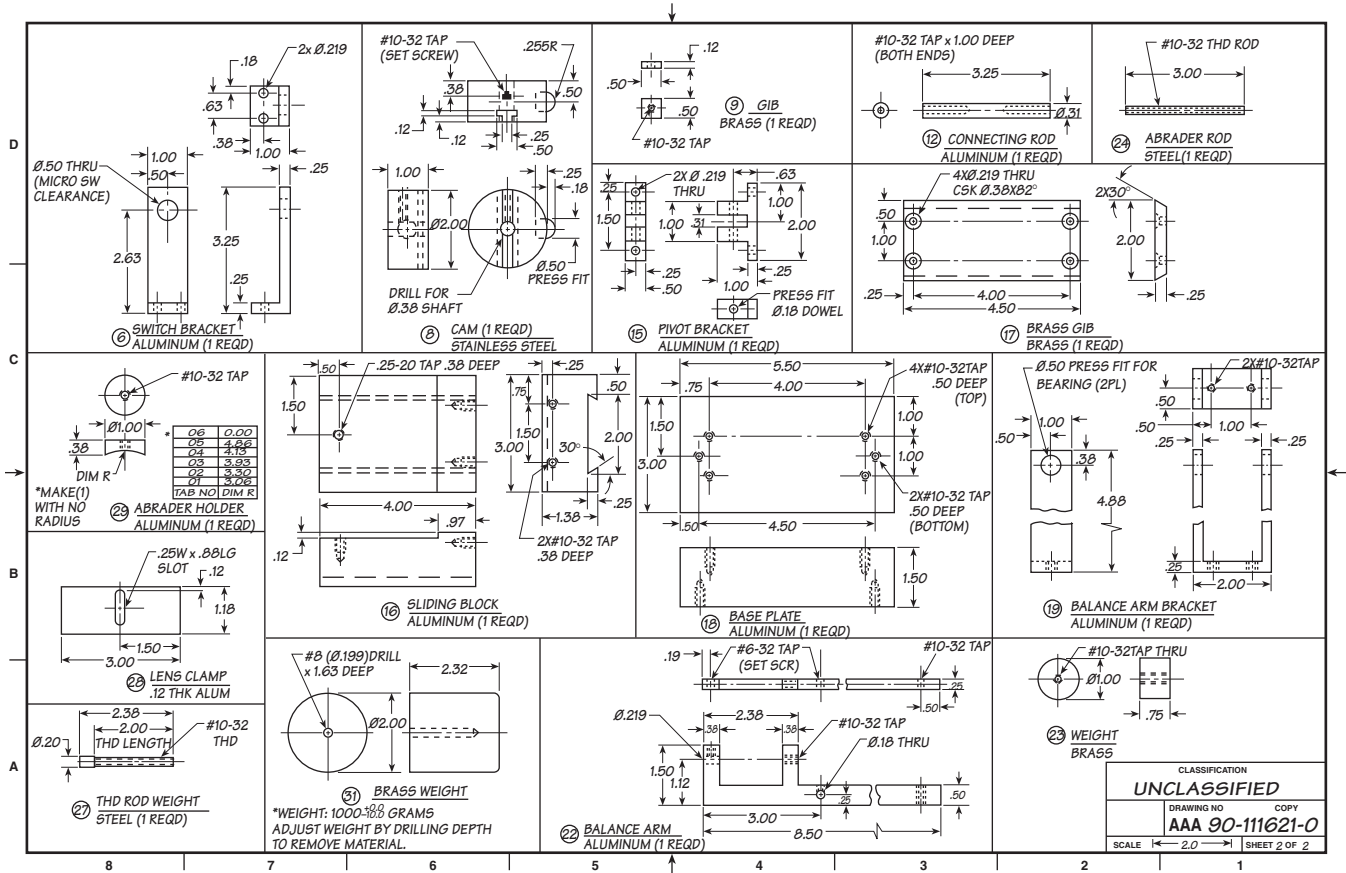 2x Ø.219
.18
.63
.38
1.00
1.00
.50
.25
Ø.50 THRU
(MICRO SW
CLEARANCE)
3.25
2.63
.25
6 SWITCH BRACKET
ALUMINUM (1 REQD)
#10-32 TAP
(SET SCREW)
.255R
.38
.50
.12
.12
.25
.50
1.00
.25
.18
Ø2.00
Ø.50
PRESS FIT
DRILL FOR
Ø.38 SHAFT
8 CAM (1 REQD)
STAINLESS STEEL
.12
.50
.50
#10-32 TAP
9 GIB
BRASS (1 REQD)
2X Ø .219
THRU
.63
.25
1.00
1.50
1.00
.31
2.00
.25
.50
.25
1.00
PRESS FIT
Ø.18 DOWEL
15 PIVOT BRACKET
ALUMINUM (1 REQD)
#10-32 TAP x 1.00 DEEP
(BOTH ENDS)
3.25
Ø.31
12 CONNECTING ROD
ALUMINUM (1 REQD)
#10-32 THD ROD
3.00
24 ABRADER ROD
STEEL(1 REQD)
4XØ.219 THRU
CSK Ø.38X82°
2X30°
.50
1.00
2.00
.25
4.00
4.50
.25
17 BRASS GIB
BRASS (1 REQD)
#10-32 TAP
Ø1.00
.38
DIM R
*MAKE(1)
WITH NO
RADIUS
* 06 0.00
05 4.86
04 4.13
03 3.93
02 3.30
01 3.06
TAB NO DIM R
29 ABRADER HOLDER
ALUMINUM (1 REQD)
.50
.25-20 TAP .38 DEEP
.25
1.50
.75
.50
3.00
1.50
2.00
30°
4.00
.97
.25
1.38
.12
2X#10-32 TAP
.38 DEEP
16 SLIDING BLOCK
ALUMINUM (1 REQD)
5.50
.75
4.00
4X#10-32TAP
.50 DEEP
(TOP)
1.50
1.00
3.00
1.00
2X#10-32 TAP
.50 DEEP
(BOTTOM)
.50
4.50
1.50
18 BASE PLATE
ALUMINUM (1 REQD)
Ø.50 PRESS FIT FOR
BEARING (2PL)
2X#10-32TAP
1.00
.50
.50
.50
1.00
.25
.25
.38
4.88
.25
2.00
19 BALANCE ARM BRACKET
ALUMINUM (1 REQD)
.25W x .88LG
SLOT
.12
1.18
1.50
3.00
28 LENS CLAMP
.12 THK ALUM
2.38
2.00
THD LENGTH
#10-32
THD
Ø.20
27 THD ROD WEIGHT
STEEL (1 REQD)
#8 (Ø.199)DRILL
x 1.63 DEEP
2.32
Ø2.00
31 BRASS WEIGHT
*WEIGHT: 1000 +0.0 -10.0 GRAMS
ADJUST WEIGHT BY DRILLING DEPTH
TO REMOVE MATERIAL.
.19
#6-32 TAP
(SET SCR)
#10-32 TAP
.25
.50
Ø.219
2.38
.38
.38
#10-32 TAP
Ø.18 THRU
1.50
1.12
.25
.50
3.00
8.50
22 BALANCE ARM
ALUMINUM (1 REQD)
#10-32TAP THRU
Ø1.00
.75
23 WEIGHT
BRASS
CLASSIFICATION
UNCLASSIFIED
DRAWING NO COPY
AAA 90-111621-0
SCALE 2.0 SHEET 2 OF 2
D
C
B
A
8 7 6 5 4 3 2 1